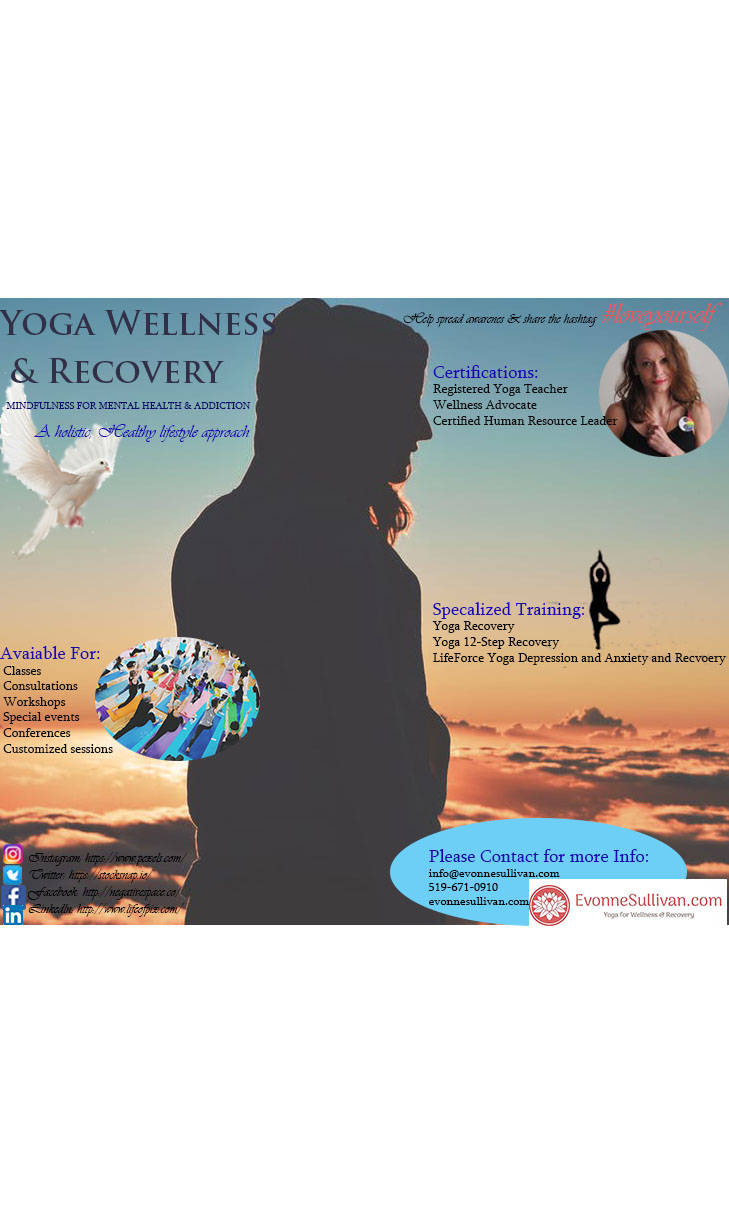 YOGA WELLNESS
& RECOVERY
MINDFULNESS FOR MENTAL HEALTH & ADDICTION
A holistic, Healthy lifestyle approach
Help spread awarenes & share the hashtag #loveyourself
Certifications:
Registered Yoga Teacher
Wellness Advocate
Certified Human Resource Leader
Specalized Training:
Yoga Recovery
Yoga 12-Step Recovery
LifeForce Yoga Depression and Anxiety and Recvoery
Avaiable For:
Classes
Consultations
Workshops
Special events
Conferences
Customized sessions
Instagram: https://www.pexels.com/
Twitter: https://stocksnap.io/
Facebook: http://negativespace.co/
LinkedIn: http://www.lifeofpix.com/
Please Contact for more Info:
info@evonnesullivan.com
519-671-0910
evonnesullivan.com
EvonneSullivan.com
Yoga for Wellness & Recovery